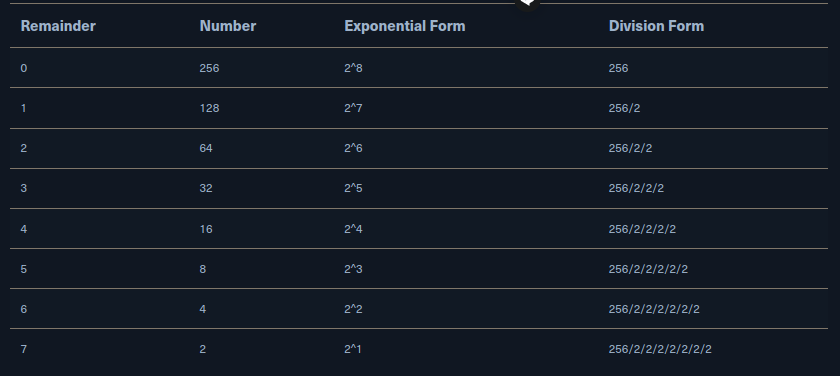 Remainder Number Exponential Form Division Form
0 256 2^8 256
1 128 2^7 256/2
2 64 2^6 256/2/2
3 32 2^5 256/2/2/2
4 16 2^4 256/2/2/2/2
5 8 2^3 256/2/2/2/2/2
6 4 2^2 256/2/2/2/2/2/2
7 2 2^1 256/2/2/2/2/2/2/2